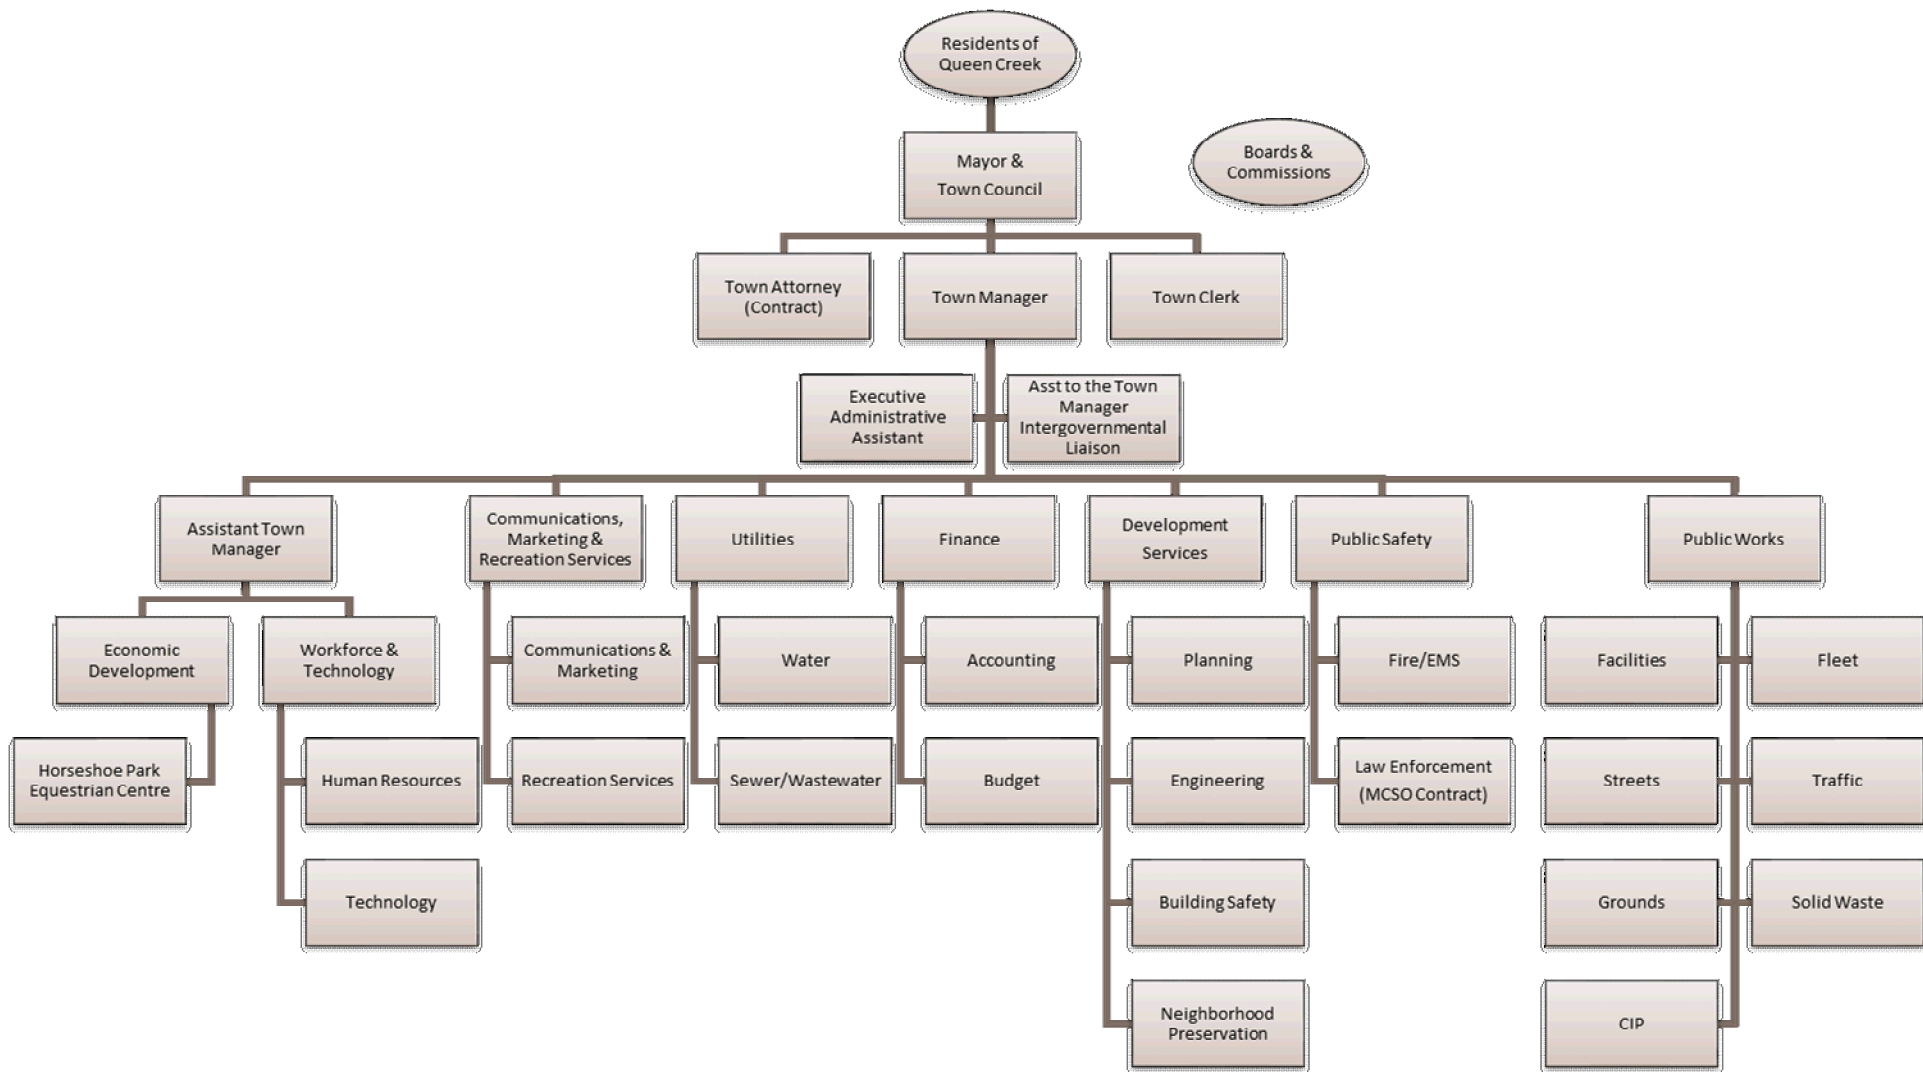 Residents of
Queen Creek
Mayor &
Town Council
Boards &
Commissions
Town Attorney
(Contract)
Town Manager
Town Clerk
Executive
Administrative
Assistant
Asst to the Town
Manager
Intergovernmental
Liaison
Assistant Town
Manager
Communications,
Marketing &
Recreation Services
Utilities
Finance
Development
Services
Public Safety
Public Works
Economic
Development
Workforce &
Technology
Communications &
Marketing
Water
Accounting
Planning
Fire/EMS
Facilities
Fleet
Horseshoe Park
Equestrian Centre
Human Resources
Recreation Services
Sewer/Wastewater
Budget
Engineering
Law Enforcement
(MCSO Contract)
Streets
Traffic
Technology
Building Safety
Grounds
Solid Waste
Neighborhood
Preservation
CIP